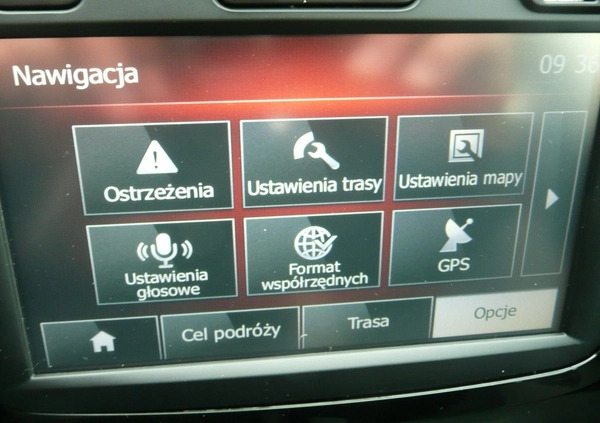 Nawigacja
09 36
Ostrzeżenia
Ustawienia trasy
Ustawienia mapy
Ustawienia
głosowe
Format
współrzędnych
GPS
Cel podróży
Trasa
Opcje